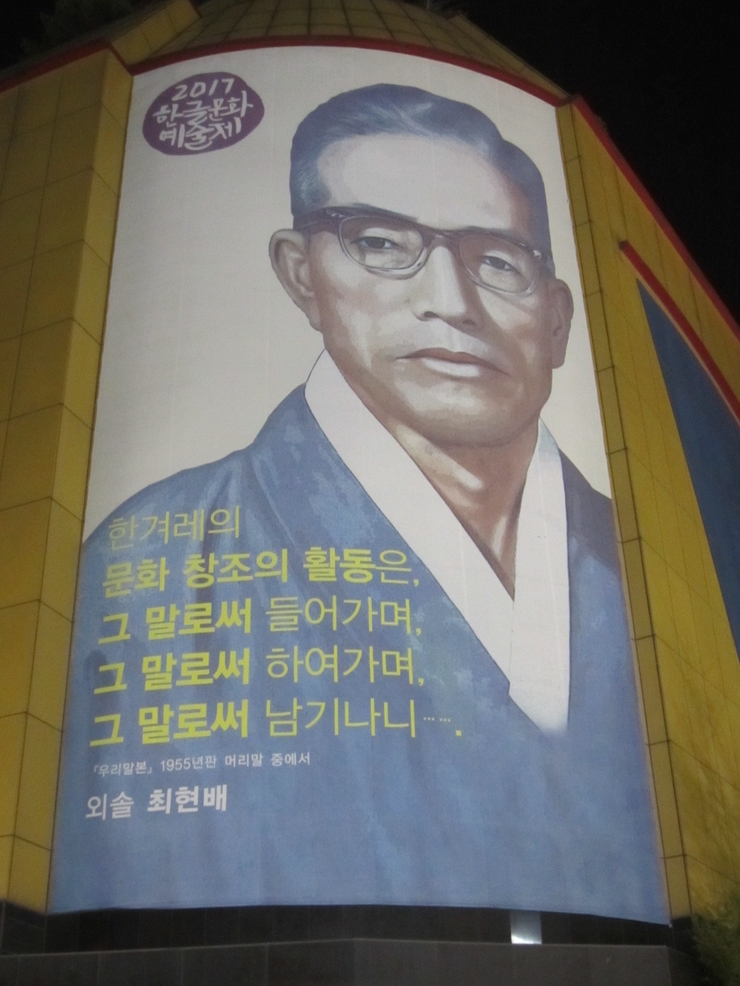 2017
한글문화
예술제
한겨레의
문화 창조의 활동은,
그 말로써 들어가며,
그 말로써 하여가며,
그 말로써 남기나니…….
『우리말본』 1955년판 머리말 중에서
외솔 최현배